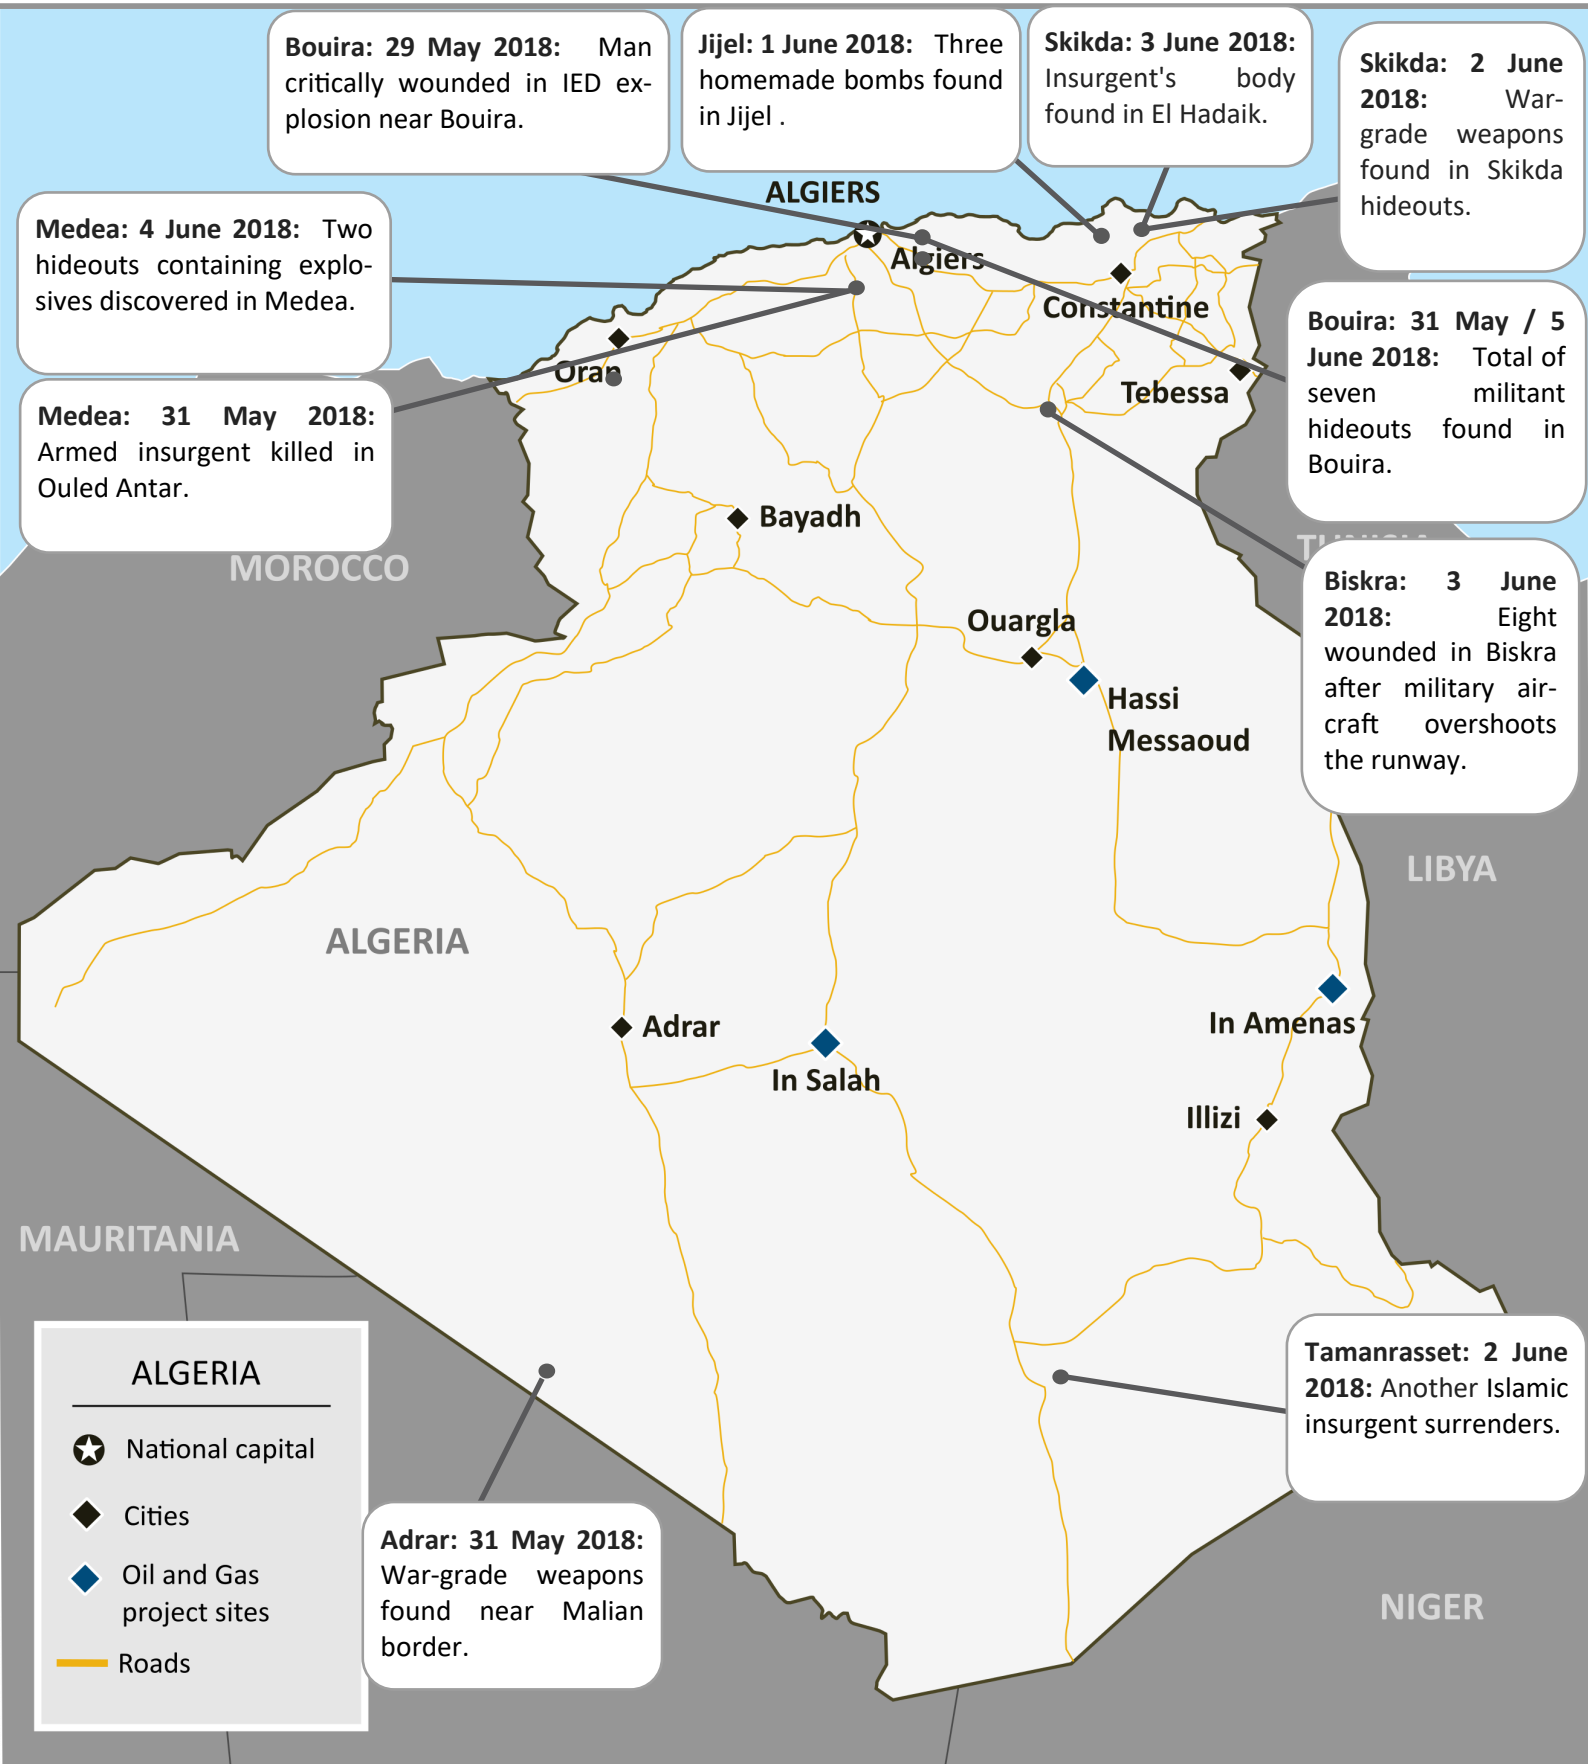 Bouira: 29 May 2018: Man
critically wounded in IED ex-
plosion near Bouira.
Jijel: 1 June 2018: Three
homemade bombs found
in Jijel .
Skikda: 3 June 2018:
Insurgent's body
found in El Hadaik.
Skikda: 2 June
2018: War-
grade weapons
found in Skikda
hideouts.
ALGIERS
Medea: 4 June 2018: Two
hideouts containing explo-
sives discovered in Medea.
Algiers
Constantine
Bouira: 31 May / 5
June 2018: Total of
seven militant
hideouts found in
Bouira.
Oran
Tebessa
Medea: 31 May 2018:
Armed insurgent killed in
Ouled Antar.
Bayadh
MOROCCO
TUNISIA
Biskra: 3 June
2018: Eight
wounded in Biskra
after military air-
craft overshoots
the runway.
Ouargla
Hassi
Messaoud
LIBYA
ALGERIA
Adrar
In Salah
In Amenas
Illizi
MAURITANIA
Tamanrasset: 2 June
2018: Another Islamic
insurgent surrenders.
ALGERIA
National capital
Cities
Oil and Gas
project sites
Roads
Adrar: 31 May 2018:
War-grade weapons
found near Malian
border.
NIGER